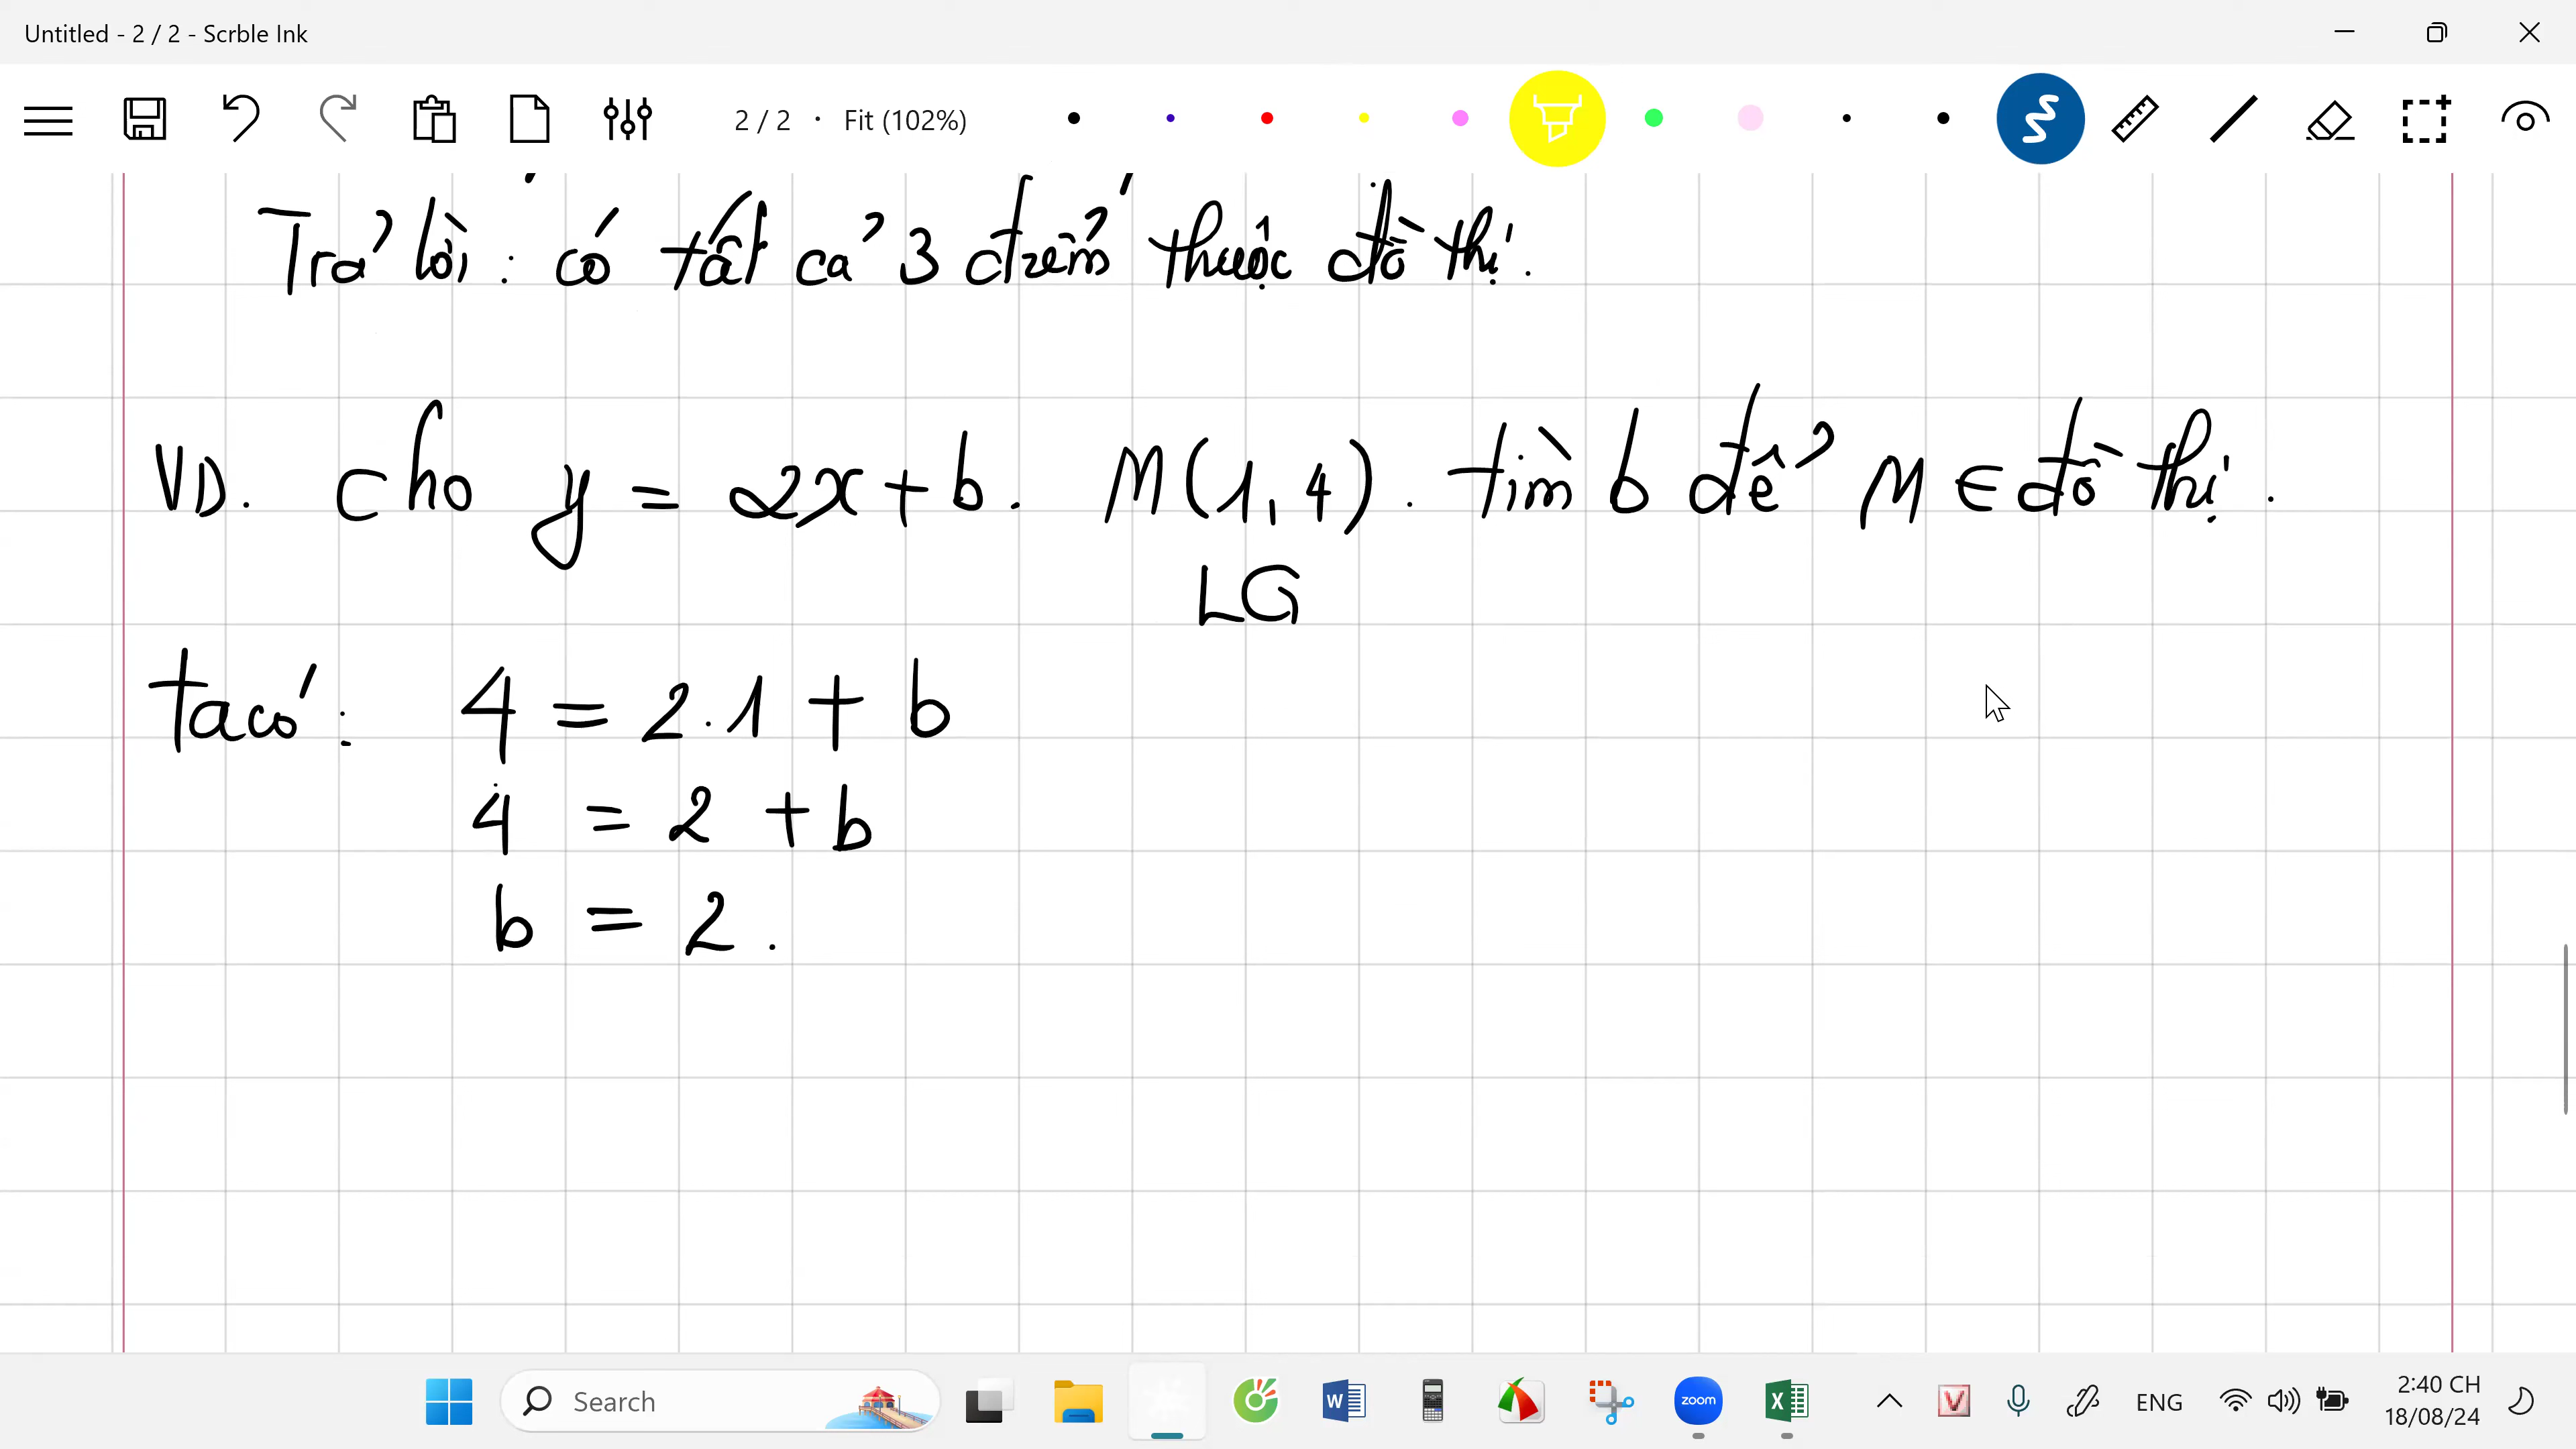 Untitled - 2 / 2 - Scrble Ink
2 / 2 · Fit (102%)
Trả lời : có tất cả 3 điểm thuộc đồ thị.
VD. cho y = 2x + b. M(1,4). tìm b để M ∈ đồ thị.
LG
ta có: 4 = 2.1 + b
4 = 2 + b
b = 2.
Search
zoom
ENG
2:40 CH
18/08/24